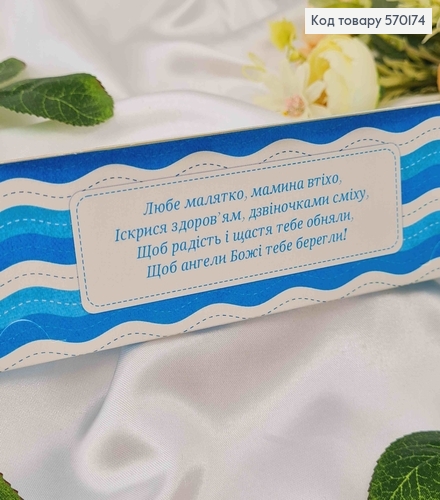 Код товару 570174
Любе малятко, мамина втіхо,
Іскрися здоров'ям, дзвіночками сміху,
Щоб радість і щастя тебе обняли,
Щоб ангели Божі тебе берегли!